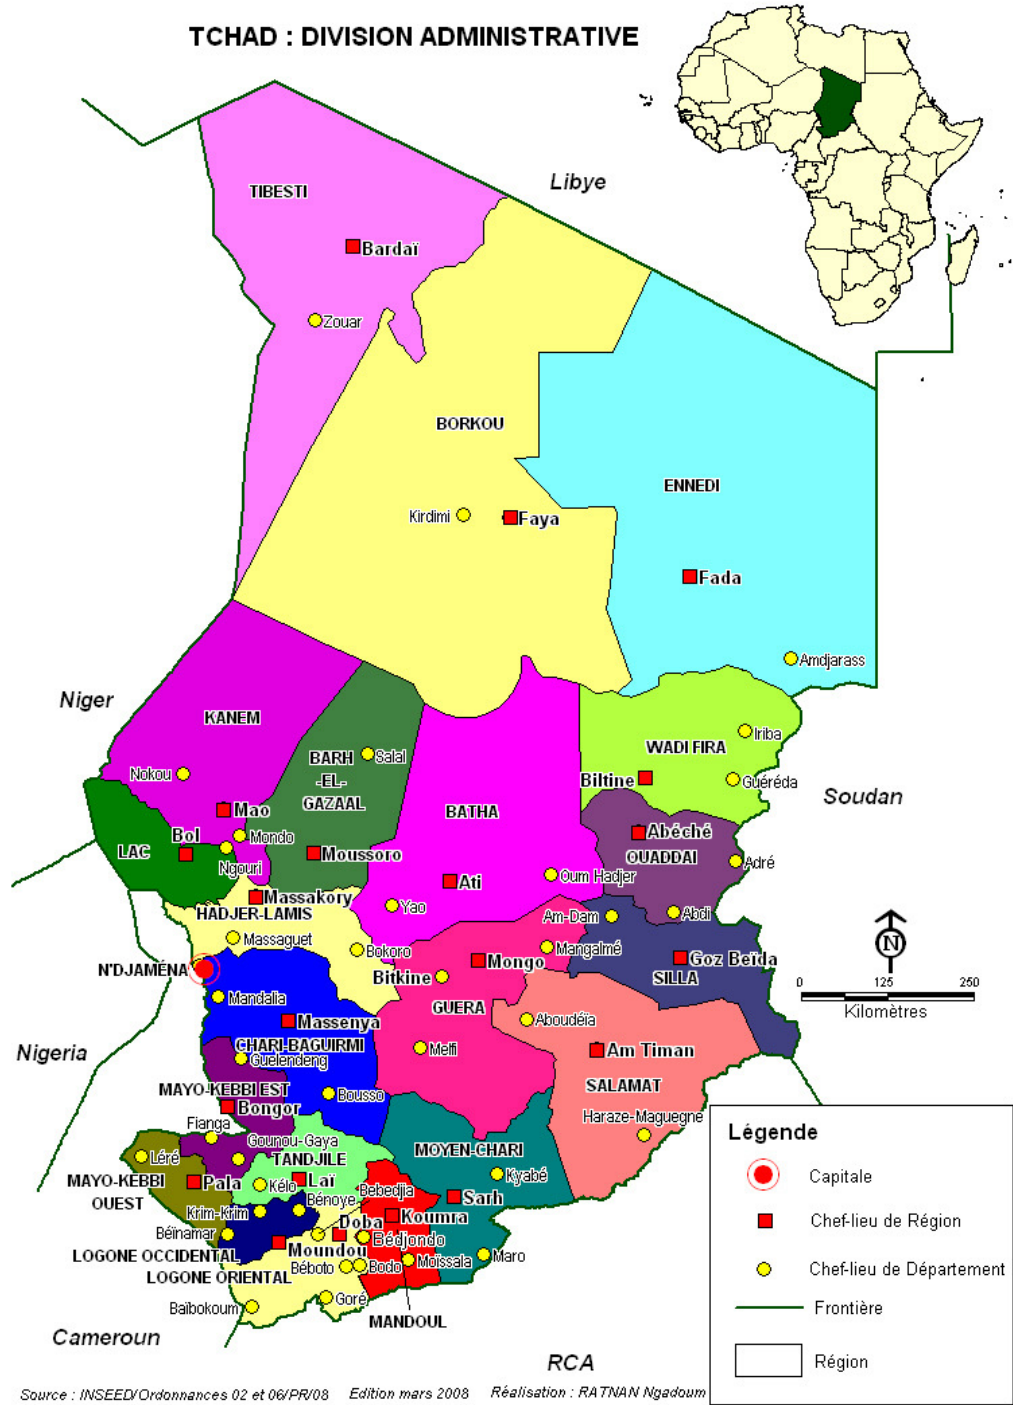 TCHAD : DIVISION ADMINISTRATIVE
Libye
TIBESTI
Bardaï
Zouar
BORKOU
ENNEDI
Kirdimi
Faya
Fada
Amdjarass
Niger
KANEM
BARH
-EL-
GAZAAL
Salal
WADI FIRA
Iriba
Nokou
Biltine
Guéréda
Soudan
Mao
BATHA
Mondo
Bol
Abéché
LAC
Ngouri
Moussoro
OUADDAI
Adré
Ati
Oum Hadjer
Massakory
HADJER-LAMIS
Yao
Am-Dam
Abdi
Massaguet
Bokoro
Mangalmé
N'DJAMÉNA
Bitkine
Mongo
Goz Beïda
SILLA
N
0
125
250
Kilomètres
Mandalia
GUERA
Massenya
Aboudéia
Nigeria
CHARI-BAGUIRMI
Guelendeng
Melfi
Am Timan
MAYO-KEBBI EST
Bousso
SALAMAT
Bongor
Haraze-Maguegne
Fianga
Gounou-Gaya
MOYEN-CHARI
Léré
TANDJILE
MAYO-KEBBI
OUEST
Pala
Kélo
Laï
Bebedjia
Kyabé
Bénoye
Sarh
Krim-Krim
Doba
Koumra
Béïnamar
Moundou
Bédjondo
LOGONE OCCIDENTAL
Béboto
Bodo
Moïssala
Maro
LOGONE ORIENTAL
Goré
Baïbokoum
MANDOUL
Cameroun
RCA
Légende
Capitale
Chef-lieu de Région
Chef-lieu de Département
Frontière
Région
Source : INSEED/Ordonnances 02 et 06/PR/08 Edition mars 2008 Réalisation : RATNAN Ngadoum